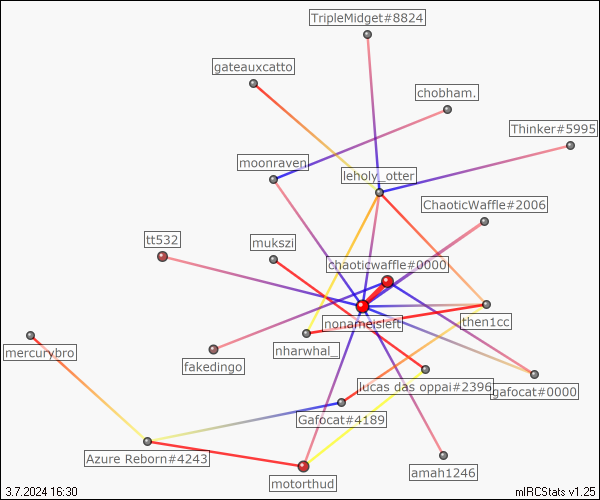 TripleMidget#8824
gateauxcatto
chobham.
Thinker#5995
moonraven
leholy_otter
ChaoticWaffle#2006
tt532
mukszi
chaoticwaffle#0000
nonameisleft
then1cc
mercurybro
nharwhal_
fakedingo
lucas das oppai#2396
gafocat#0000
Gafocat#4189
Azure Reborn#4243
amah1246
motorthud
3.7.2024 16:30
mIRCStats v1.25